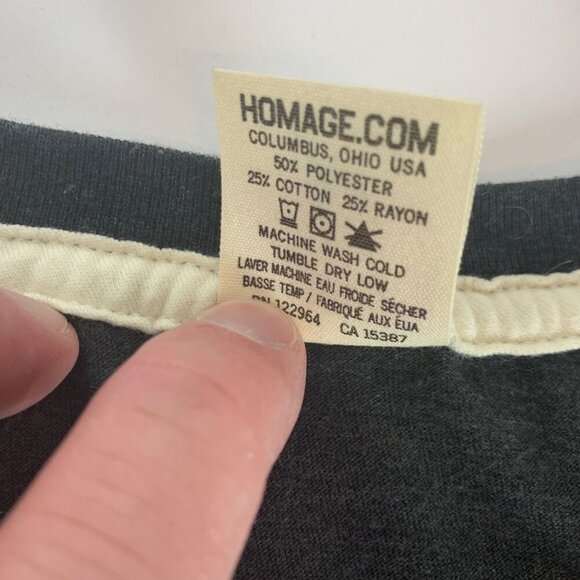 HOMAGE.COM
COLUMBUS, OHIO USA
50% POLYESTER
25% COTTON 25% RAYON
MACHINE WASH COLD
TUMBLE DRY LOW
LAVER MACHINE EAU FROIDE SÉCHER
BASSE TEMP / FABRIQUÉ AUX ÉUA
122964 CA 15387